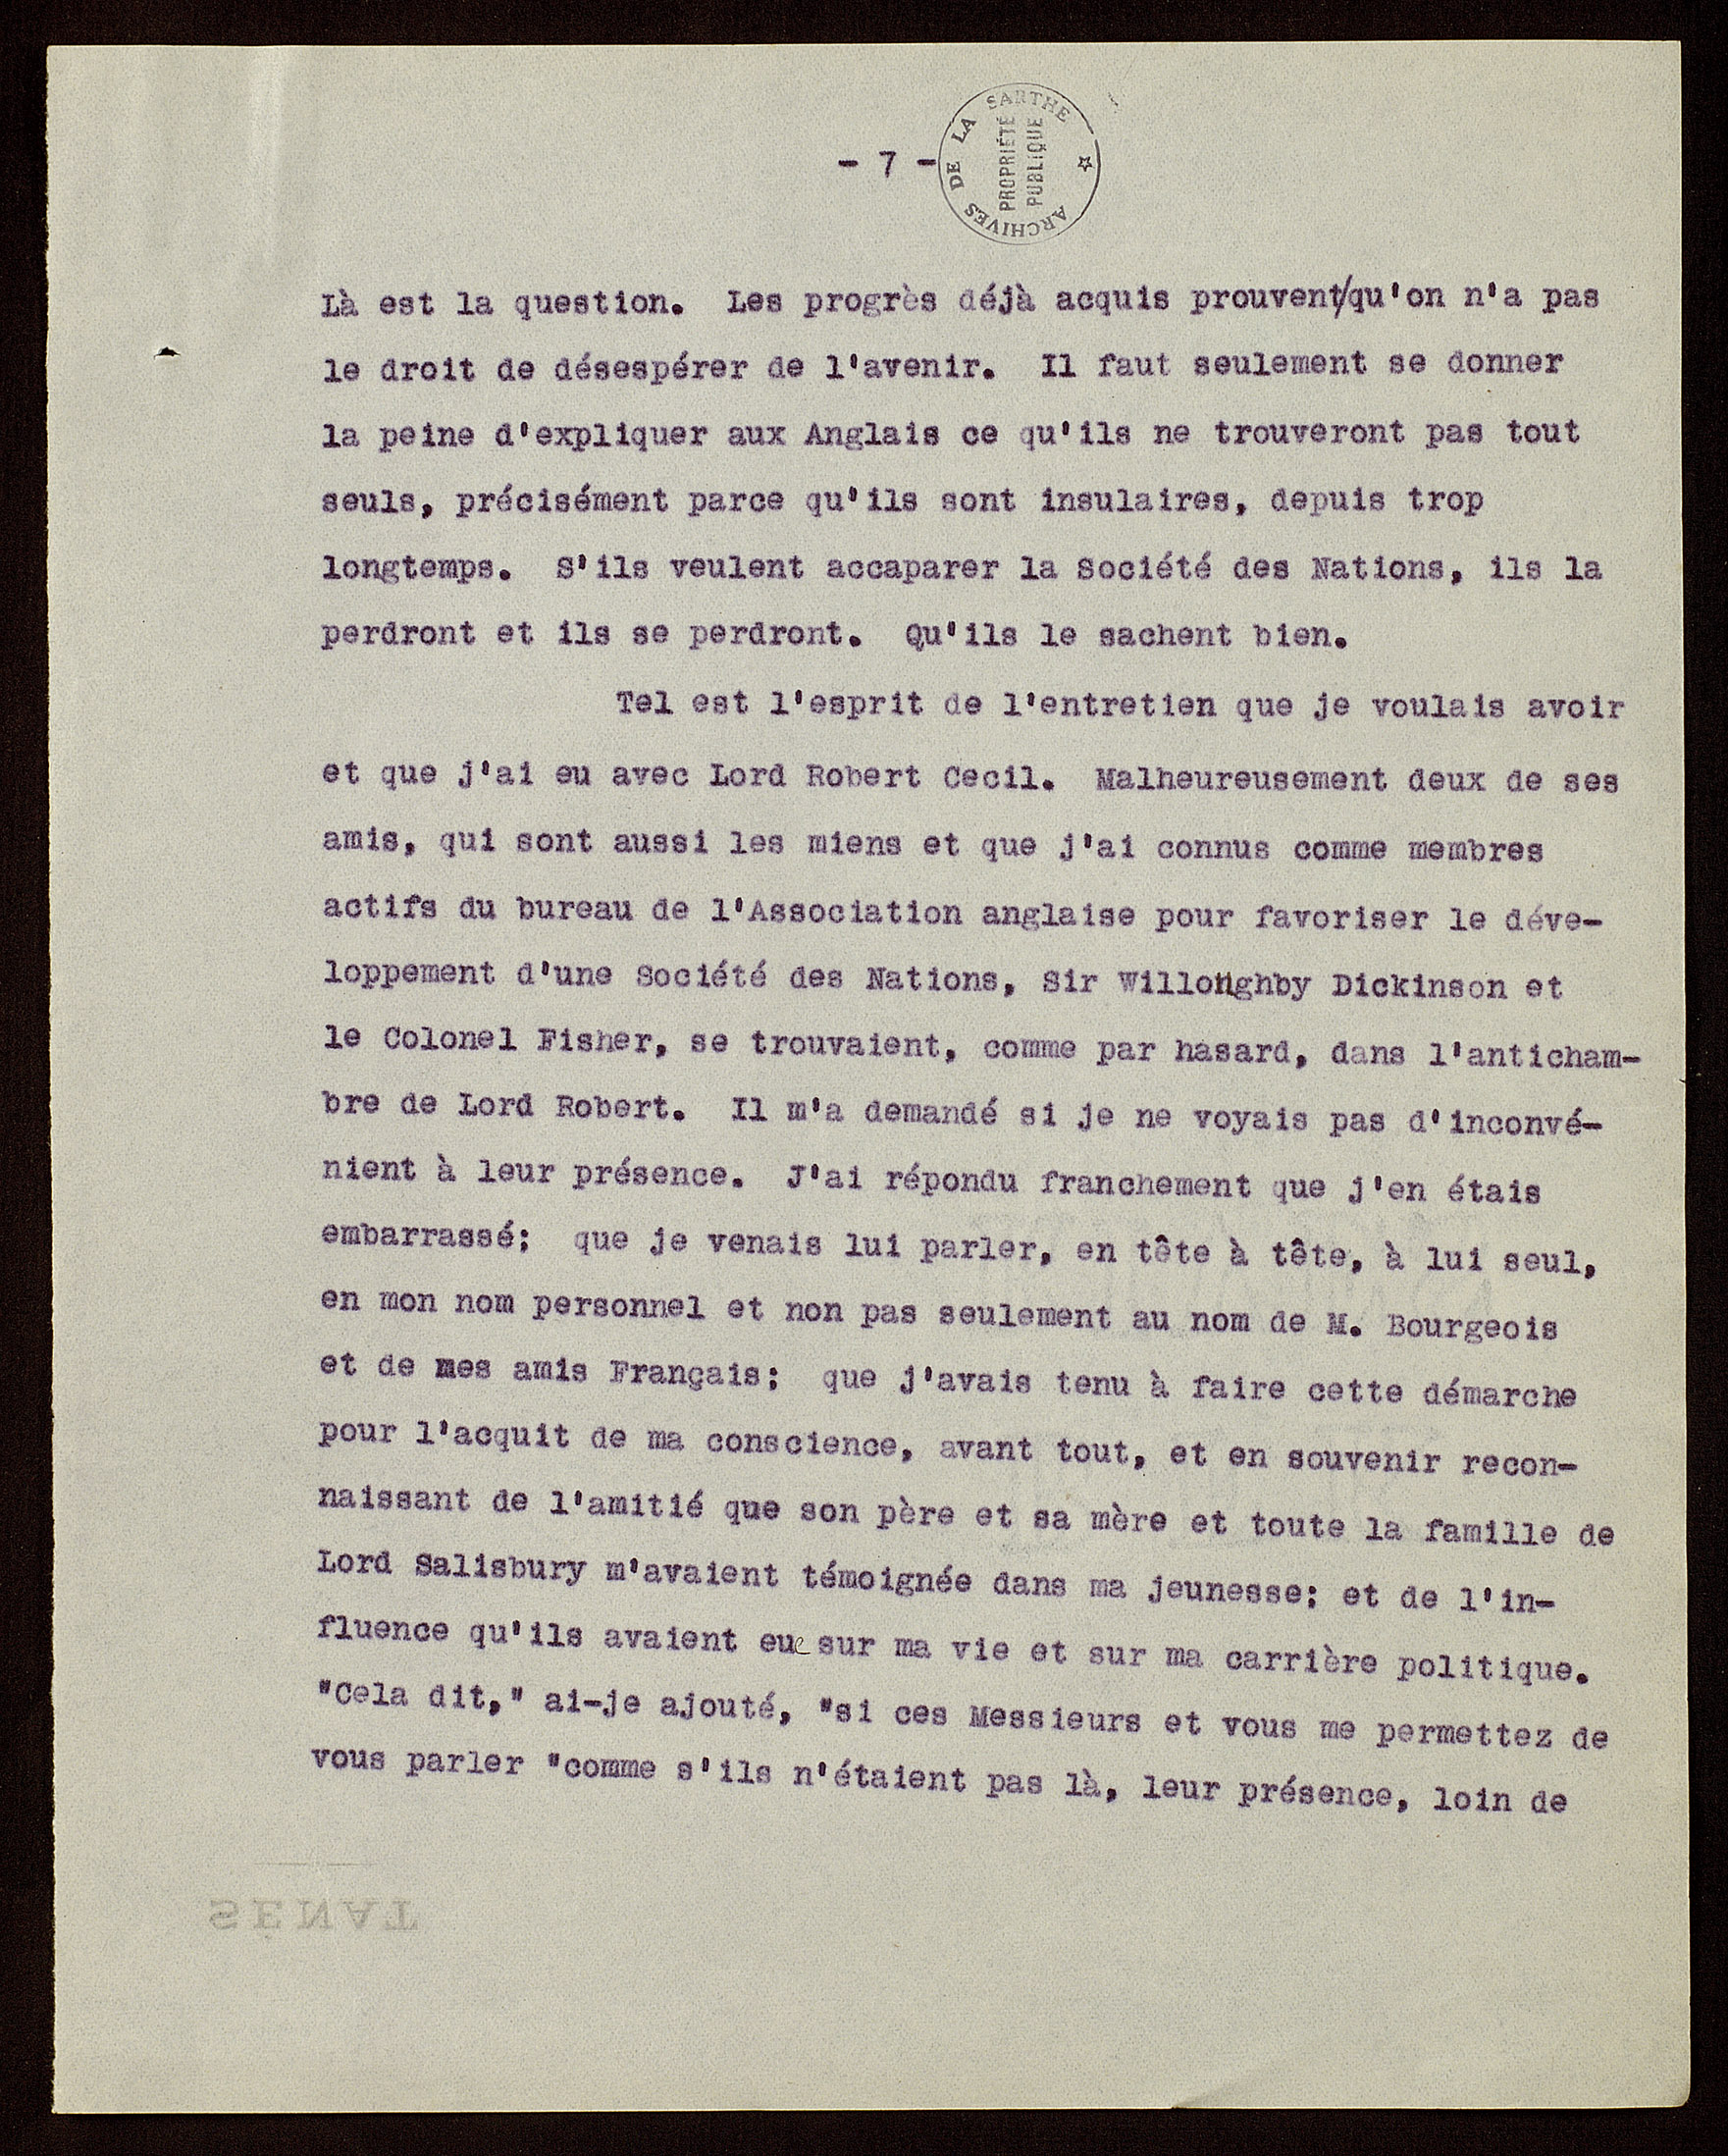 - 7 -
ARCHIVES DE LA SARTHE
PROPRIÉTÉ
PUBLIQUE
Là est la question. Les progrès déjà acquis prouvent/qu'on n'a pas
le droit de désespérer de l'avenir. Il faut seulement se donner
la peine d'expliquer aux Anglais ce qu'ils ne trouveront pas tout
seuls, précisément parce qu'ils sont insulaires, depuis trop
longtemps. S'ils veulent accaparer la Société des Nations, ils la
perdront et ils se perdront. Qu'ils le sachent bien.
Tel est l'esprit de l'entretien que je voulais avoir
et que j'ai eu avec Lord Robert Cecil. Malheureusement deux de ses
amis, qui sont aussi les miens et que j'ai connus comme membres
actifs du bureau de l'Association anglaise pour favoriser le déve-
loppement d'une Société des Nations, Sir Willoughby Dickinson et
le Colonel Fisher, se trouvaient, comme par hasard, dans l'anticham-
bre de Lord Robert. Il m'a demandé si je ne voyais pas d'inconvé-
nient à leur présence. J'ai répondu franchement que j'en étais
embarrassé; que je venais lui parler, en tête à tête, à lui seul,
en mon nom personnel et non pas seulement au nom de M. Bourgeois
et de mes amis Français; que j'avais tenu à faire cette démarche
pour l'acquit de ma conscience, avant tout, et en souvenir recon-
naissant de l'amitié que son père et sa mère et toute la famille de
Lord Salisbury m'avaient témoignée dans ma jeunesse; et de l'in-
fluence qu'ils avaient eue sur ma vie et sur ma carrière politique.
"Cela dit," ai-je ajouté, "si ces Messieurs et vous me permettez de
vous parler "comme s'ils n'étaient pas là, leur présence, loin de
SENAT